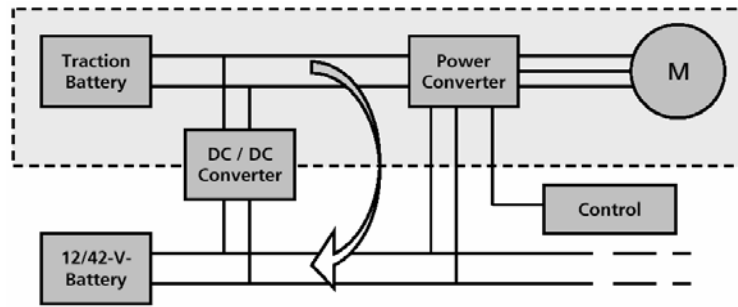 Traction
Battery
Power
Converter
M
DC / DC
Converter
Control
12/42-V-
Battery